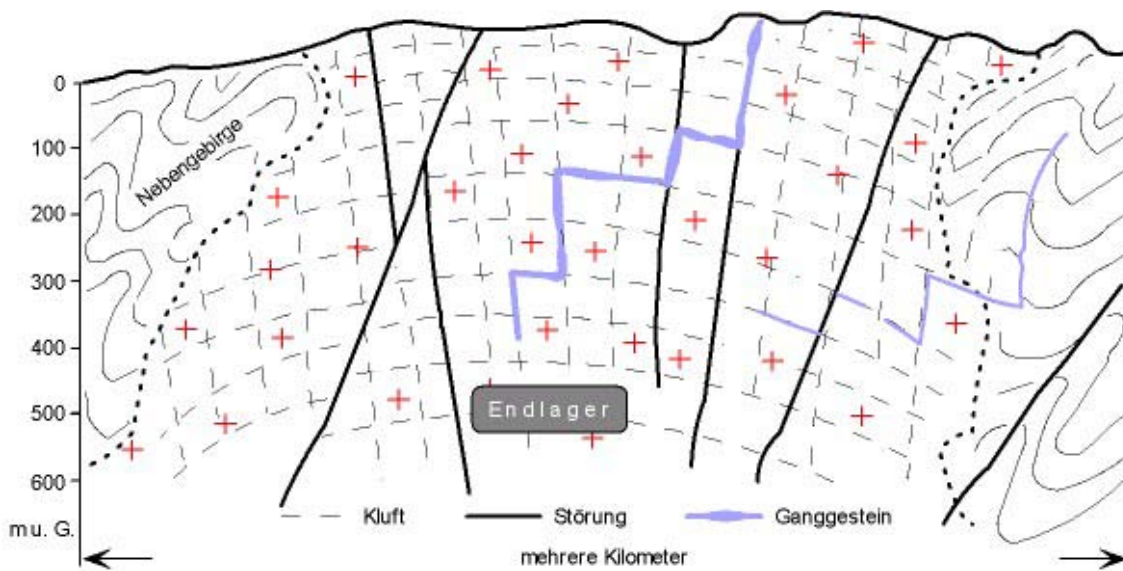 0
Nebengebirge
100
200
300
400
Endlager
500
600
Kluft Störung Ganggestein
m u. G.
mehrere Kilometer